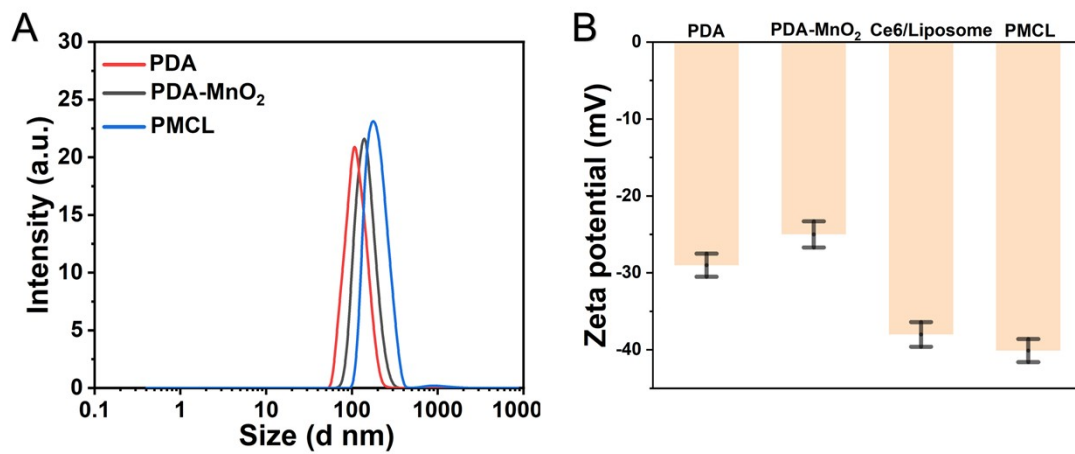 A
30
25
20
15
10
5
0
Intensity (a.u.)
PDA
PDA-MnO₂
PMCL
0.1 1 10 100 1000 1000
Size (d nm)
B
PDA PDA-MnO₂ Ce6/Liposome PMCL
0
-10
-20
-30
-40
Zeta potential (mV)